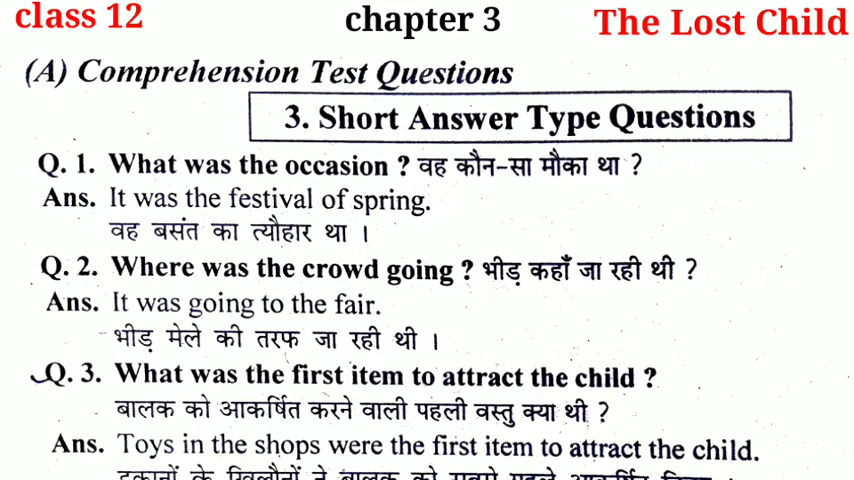 class 12 chapter 3 The Lost Child
(A) Comprehension Test Questions
3. Short Answer Type Questions
Q. 1. What was the occasion ? वह कौन-सा मौका था ?
Ans. It was the festival of spring.
वह बसंत का त्यौहार था ।
Q. 2. Where was the crowd going ? भीड़ कहाँ जा रही थी ?
Ans. It was going to the fair.
भीड़ मेले की तरफ जा रही थी ।
Q. 3. What was the first item to attract the child ?
बालक को आकर्षित करने वाली पहली वस्तु क्या थी ?
Ans. Toys in the shops were the first item to attract the child.
दुकानों के खिलौनों ने बालक को